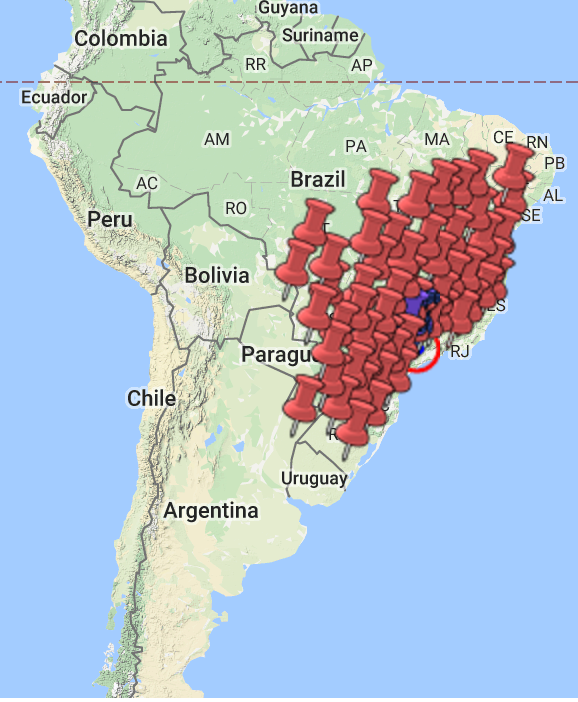 Guyana
Colombia
Suriname
RR
AP
Ecuador
AM
PA
MA
CE
RN
PB
Brazil
AC
AL
RO
SE
Peru
Bolivia
ES
RJ
Paragu
Chile
Uruguay
Argentina